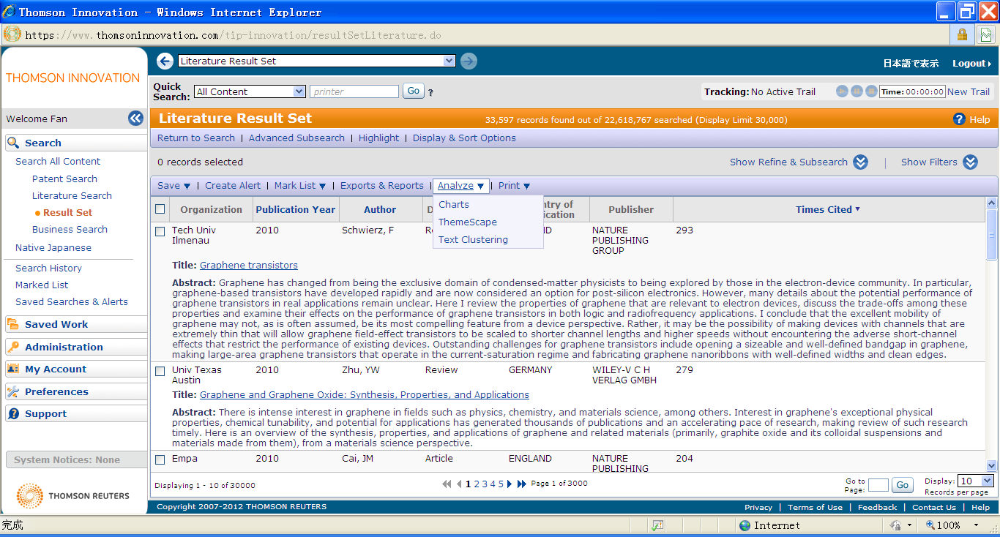 Thomson Innovation - Windows Internet Explorer
https://www.thomsoninnovation.com/tip-innovation/resultSetLiterature.do
THOMSON INNOVATION
Literature Result Set
日本語で表示 Logout
Quick Search: All Content printer Go ?
Tracking: No Active Trail Time: 00:00:00 New Trail
Welcome Fan
Literature Result Set 33,597 records found out of 22,618,767 searched (Display Limit 30,000) ? Help
Return to Search | Advanced Subsearch | Highlight | Display & Sort Options
0 records selected Show Refine & Subsearch | Show Filters
Save | Create Alert | Mark List | Exports & Reports | Analyze | Print
Charts
ThemeScape
Text Clustering
Search
Search All Content
Patent Search
Literature Search
Result Set
Business Search
Native Japanese
Search History
Marked List
Saved Searches & Alerts
Saved Work
Administration
My Account
Preferences
Support
System Notices: None
THOMSON REUTERS
Organization Publication Year Author Publisher Times Cited
Tech Univ Ilmenau 2010 Schwierz, F NATURE PUBLISHING GROUP 293
Title: Graphene transistors
Abstract: Graphene has changed from being the exclusive domain of condensed-matter physicists to being explored by those in the electron-device community. In particular,
graphene-based transistors have developed rapidly and are now considered an option for post-silicon electronics. However, many details about the potential performance of
graphene transistors in real applications remain unclear. Here I review the properties of graphene that are relevant to electron devices, discuss the trade-offs among these
properties and examine their effects on the performance of graphene transistors in both logic and radiofrequency applications. I conclude that the excellent mobility of
graphene may not, as is often assumed, be its most compelling feature from a device perspective. Rather, it may be the possibility of making devices with channels that are
extremely thin that will allow graphene field-effect transistors to be scaled to shorter channel lengths and higher speeds without encountering the adverse short-channel
effects that restrict the performance of existing devices. Outstanding challenges for graphene transistors include opening a sizeable and well-defined bandgap in graphene,
making large-area graphene transistors that operate in the current-saturation regime and fabricating graphene nanoribbons with well-defined widths and clean edges.
Univ Texas Austin 2010 Zhu, YW Review GERMANY WILEY-V C H VERLAG GMBH 279
Title: Graphene and Graphene Oxide: Synthesis, Properties, and Applications
Abstract: There is intense interest in graphene in fields such as physics, chemistry, and materials science, among others. Interest in graphene's exceptional physical
properties, chemical tunability, and potential for applications has generated thousands of publications and an accelerating pace of research, making review of such research
timely. Here is an overview of the synthesis, properties, and applications of graphene and related materials (primarily, graphite oxide and its colloidal suspensions and
materials made from them), from a materials science perspective.
Empa 2010 Cai, JM Article ENGLAND NATURE PUBLISHING 204
Displaying 1 - 10 of 30000 1 2 3 4 5 Page 1 of 3000 Go to Page: Go Display: 10 Records per page
Copyright 2007-2012 THOMSON REUTERS Privacy | Terms of Use | Feedback | Contact Us | Help
完成 Internet 100%